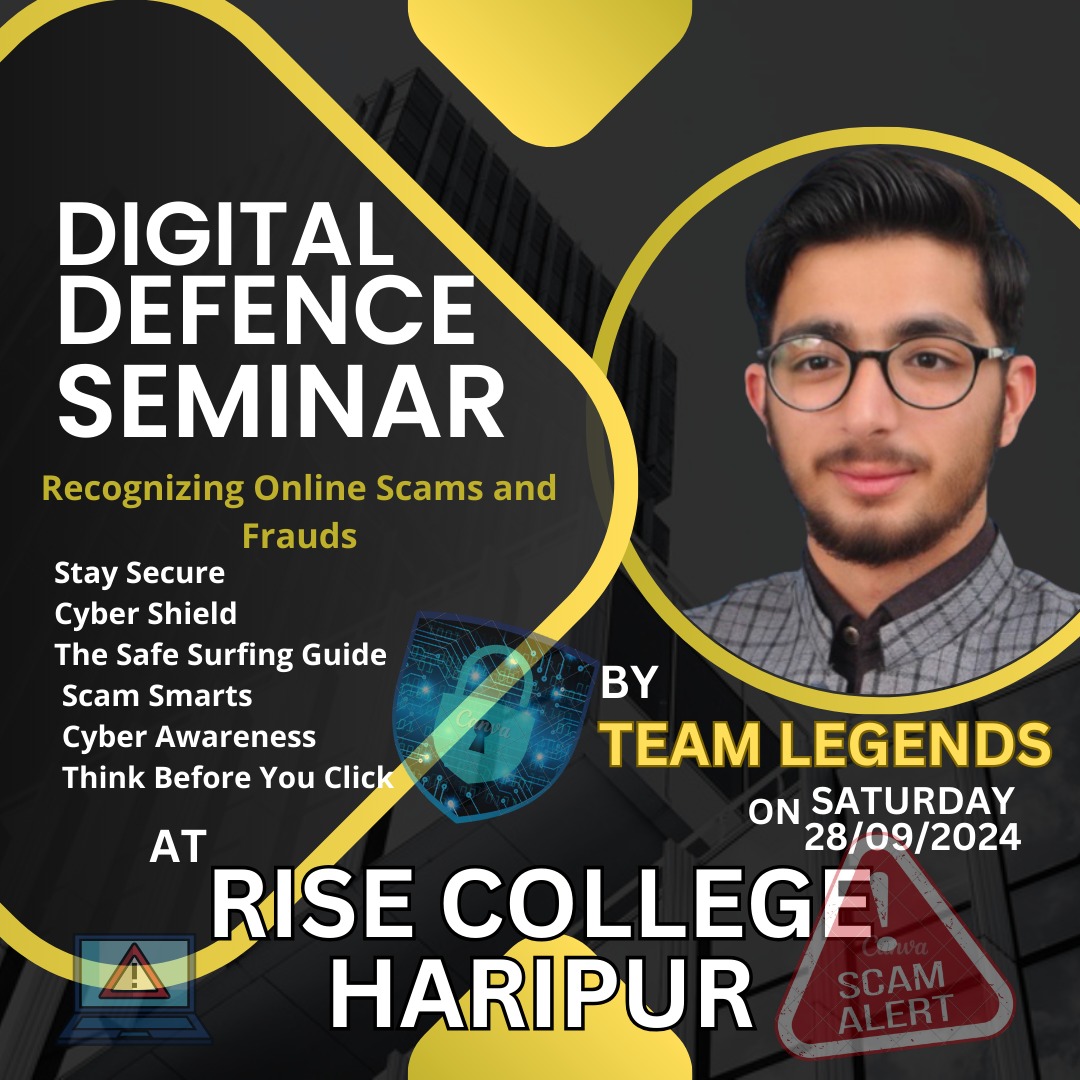 DIGITAL
DEFENCE
SEMINAR
Recognizing Online Scams and
Frauds
Stay Secure
Cyber Shield
The Safe Surfing Guide
Scam Smarts
Cyber Awareness
Think Before You Click
Canva
BY
TEAM LEGENDS
ON SATURDAY
28/09/2024
AT
RISE COLLEGE
HARIPUR
Canva
SCAM
ALERT